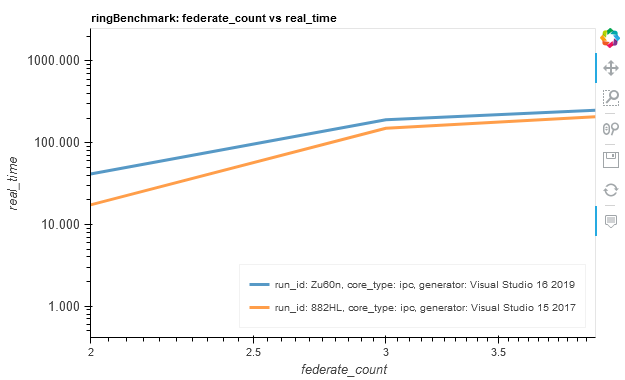 ringBenchmark: federate_count vs real_time
1000.000
100.000
10.000
1.000
real_time
2
2.5
3
3.5
federate_count
run_id: Zu60n, core_type: ipc, generator: Visual Studio 16 2019
run_id: 882HL, core_type: ipc, generator: Visual Studio 15 2017